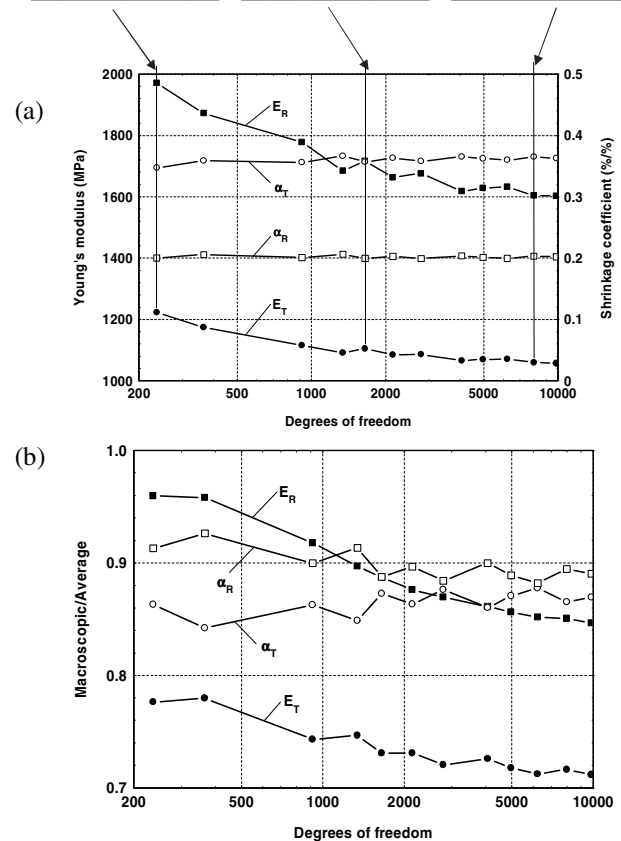 (a)
2000
1800
1600
1400
1200
1000
Young's modulus (MPa)
E_R
α_T
α_R
E_T
0.5
0.4
0.3
0.2
0.1
0
Shrinkage coefficient (%/%)
200 500 1000 2000 5000 10000
Degrees of freedom
(b)
1.0
0.9
0.8
0.7
Macroscopic/Average
E_R
α_R
α_T
E_T
200 500 1000 2000 5000 10000
Degrees of freedom